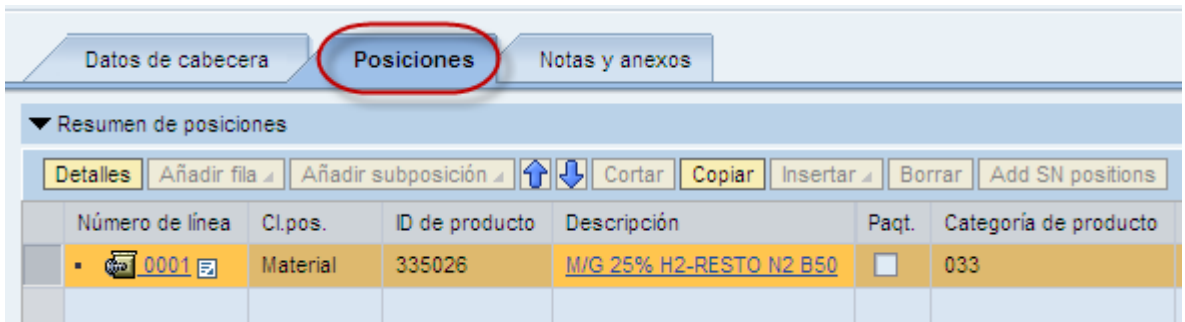 Datos de cabecera Posiciones Notas y anexos
Resumen de posiciones
Detalles Añadir fila Añadir subposición Cortar Copiar Insertar Borrar Add SN positions
Número de línea Cl.pos. ID de producto Descripción Paqt. Categoría de producto
0001 Material 335026 M/G 25% H2-RESTO N2 B50 033